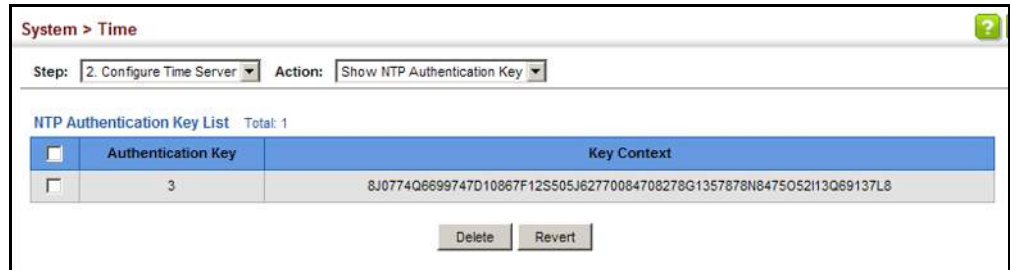 System > Time
?
Step: 2. Configure Time Server Action: Show NTP Authentication Key
NTP Authentication Key List Total: 1
Authentication Key Key Context
3 8J0774Q6699747D10867F12S505J62770084708278G1357878N8475O52I13Q69137L8
Delete Revert